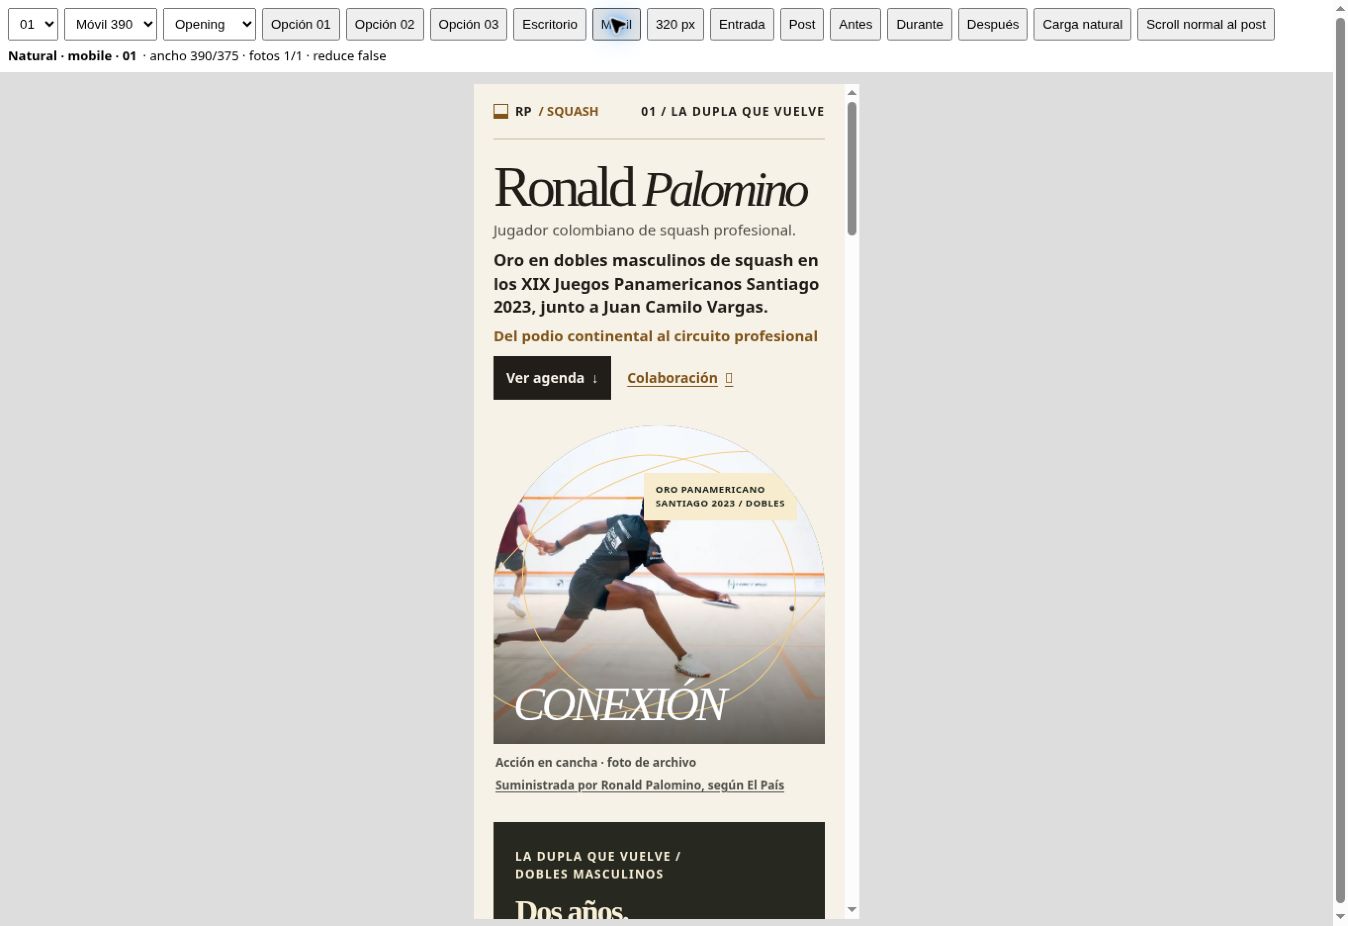 01 Móvil 390 Opening Opción 01 Opción 02 Opción 03 Escritorio 320 px Entrada Post Antes Durante Después Carga natural Scroll normal al post
Natural · mobile · 01 · ancho 390/375 · fotos 1/1 · reduce false
RP / SQUASH 01 / LA DUPLA QUE VUELVE
Ronald Palomino
Jugador colombiano de squash profesional.
Oro en dobles masculinos de squash en
los XIX Juegos Panamericanos Santiago
2023, junto a Juan Camilo Vargas.
Del podio continental al circuito profesional
Ver agenda ↓ Colaboración
ORO PANAMERICANO
SANTIAGO 2023 / DOBLES
CONEXIÓN
Acción en cancha · foto de archivo
Suministrada por Ronald Palomino, según El País
LA DUPLA QUE VUELVE /
DOBLES MASCULINOS
Dos años.